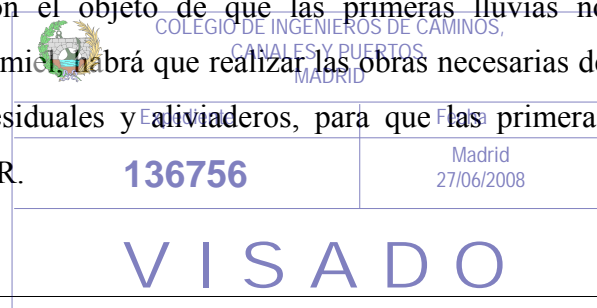 on el objeto de que las primeras lluvias no
COLEGIO DE INGENIEROS DE CAMINOS,
CANALES Y PUERTOS
MADRID
miel, habrá que realizar las obras necesarias de
Expediente
Fecha
esiduales y aliviaderos, para que las primeras
R.
136756
Madrid
27/06/2008
VISADO